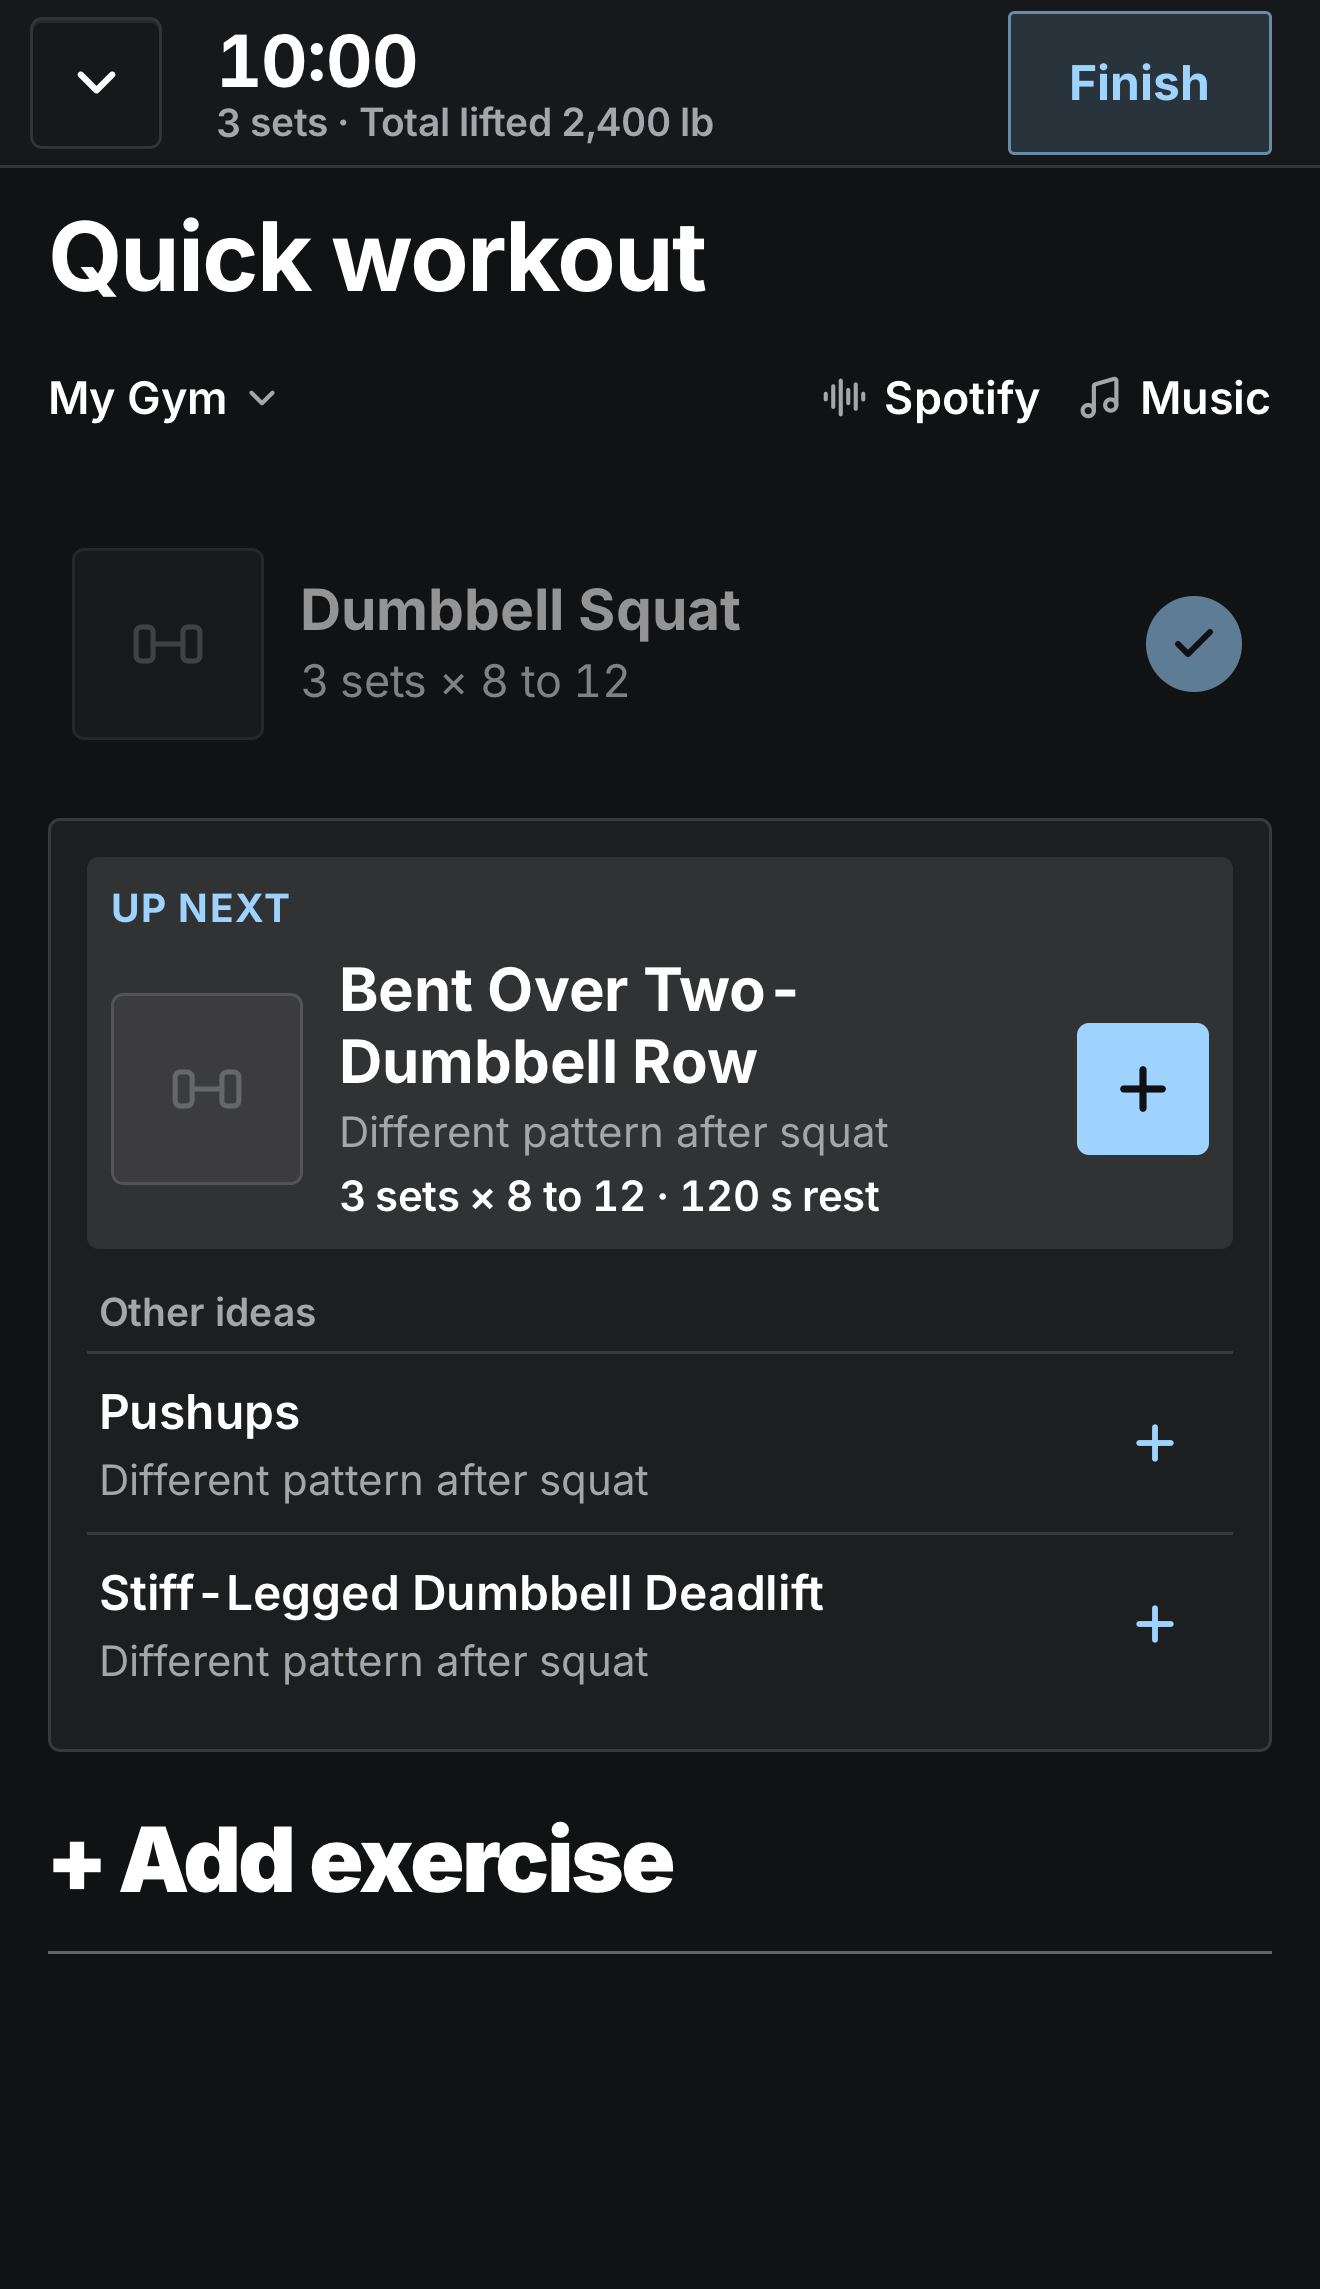 10:00
3 sets · Total lifted 2,400 lb
Finish
Quick workout
My Gym
Spotify
Music
Dumbbell Squat
3 sets × 8 to 12
UP NEXT
Bent Over Two-
Dumbbell Row
Different pattern after squat
3 sets × 8 to 12 · 120 s rest
Other ideas
Pushups
Different pattern after squat
Stiff-Legged Dumbbell Deadlift
Different pattern after squat
+ Add exercise